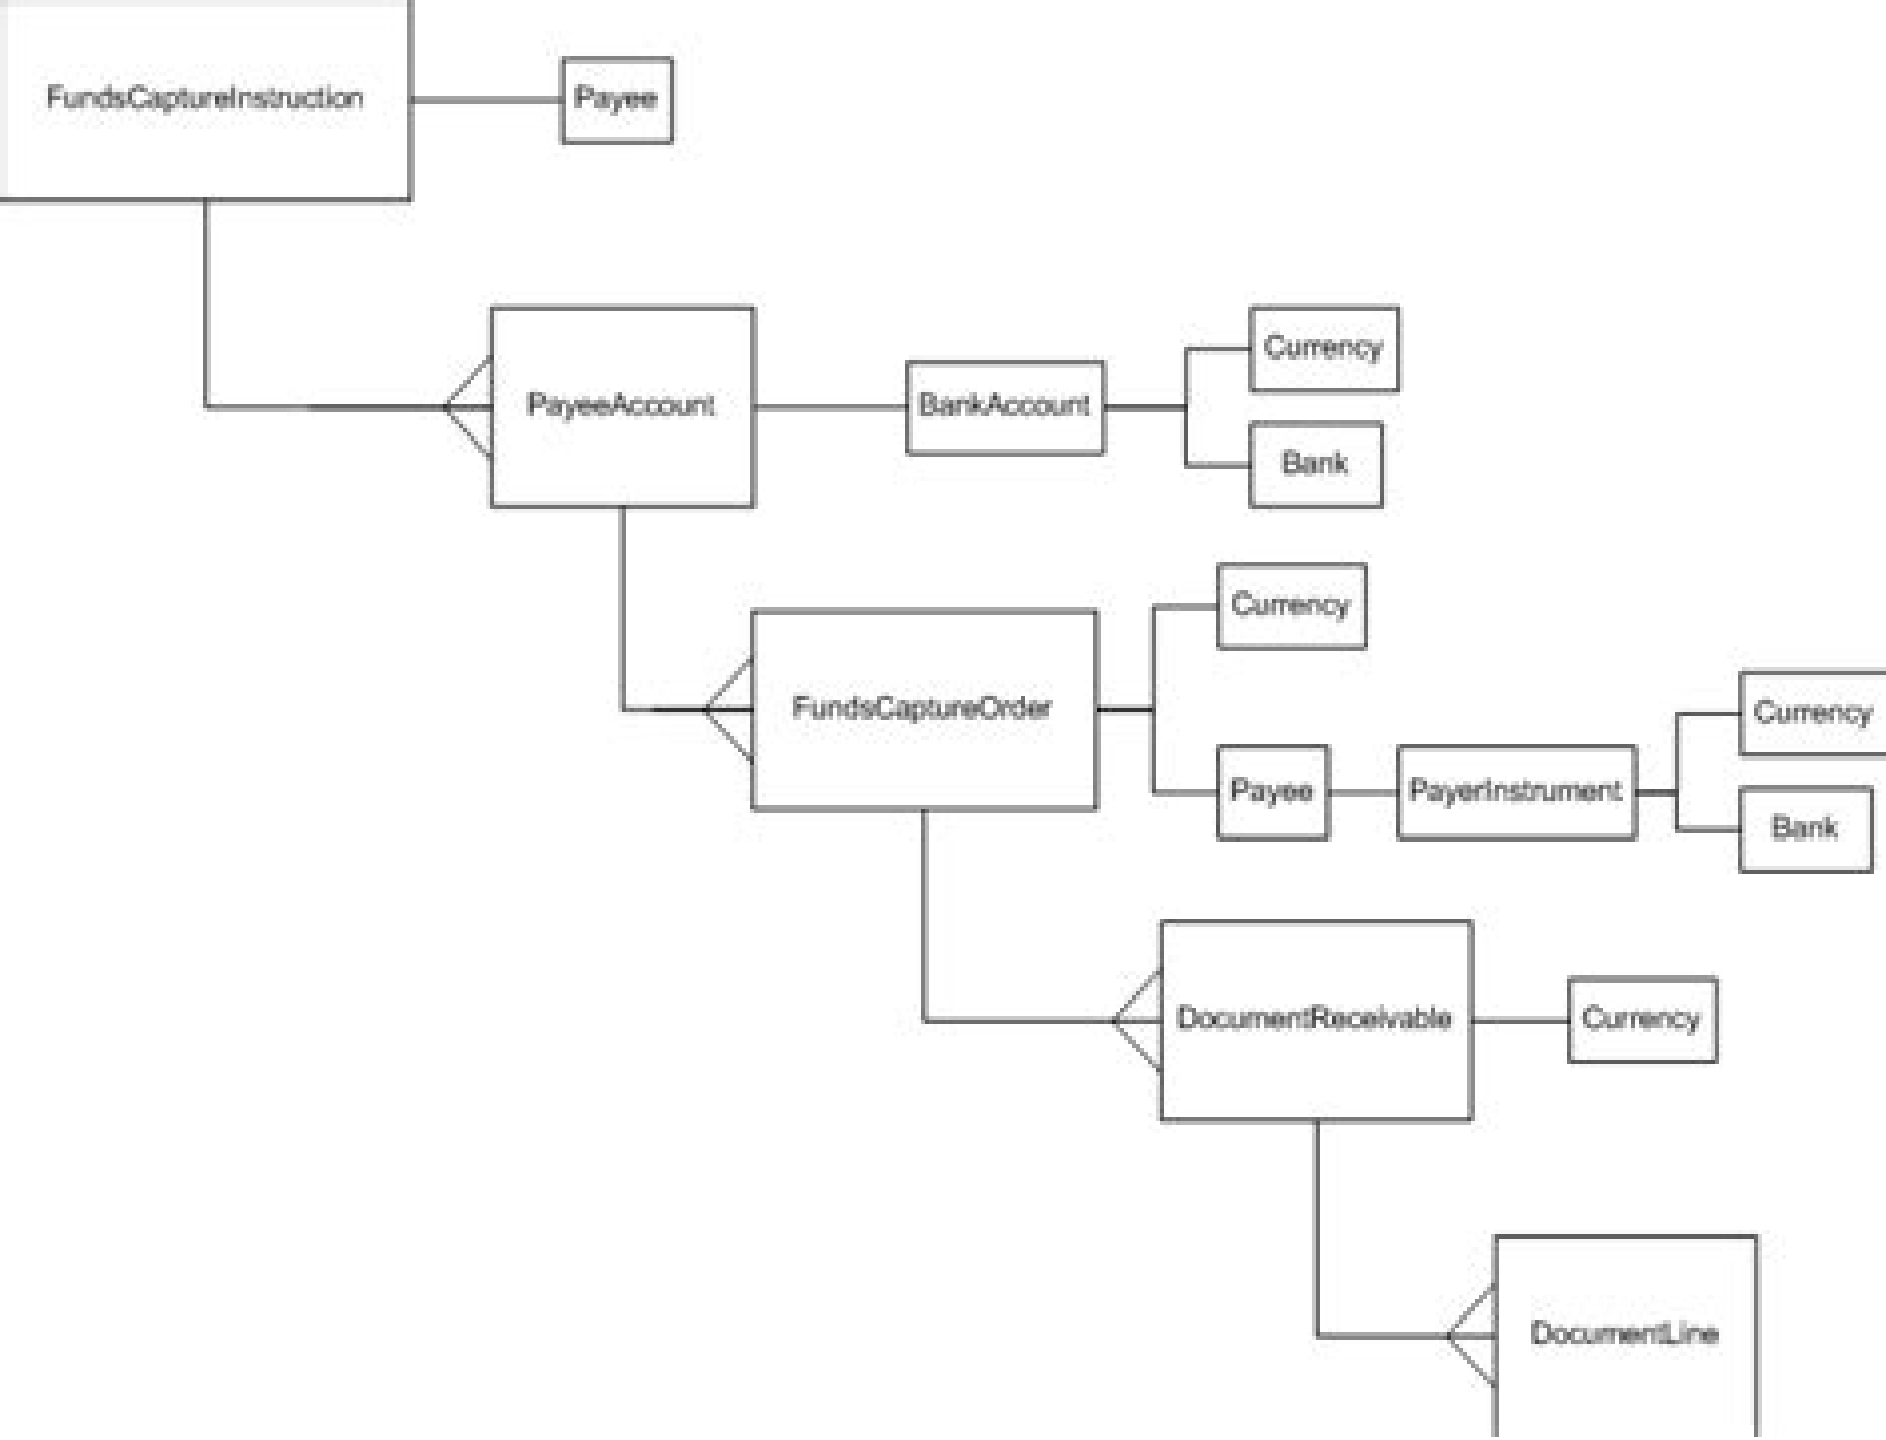 FundsCaptureInstruction
Payee
PayeeAccount
BankAccount
Currency
Bank
FundsCaptureOrder
Currency
Payee
PayerInstrument
Currency
Bank
DocumentReceivable
Currency
DocumentLine